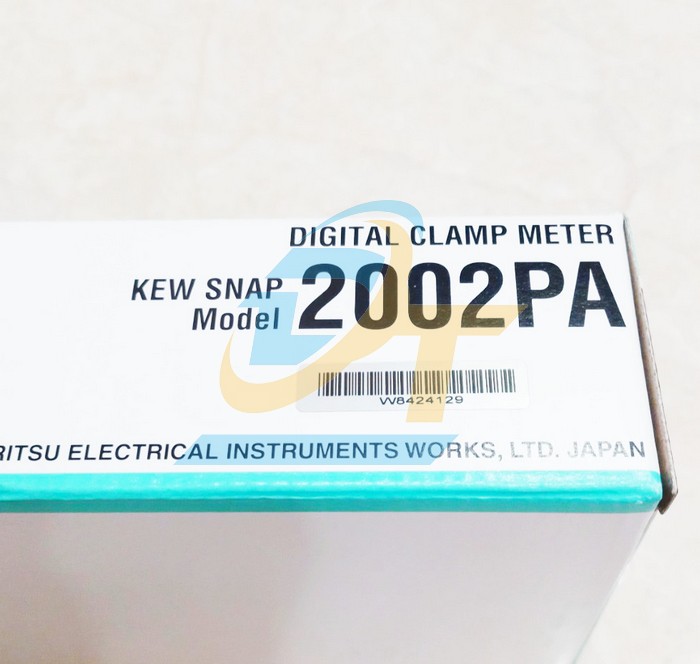 DIGITAL CLAMP METER
KEW SNAP
Model
2002PA
W8424129
RITSU ELECTRICAL INSTRUMENTS WORKS, LTD. JAPAN